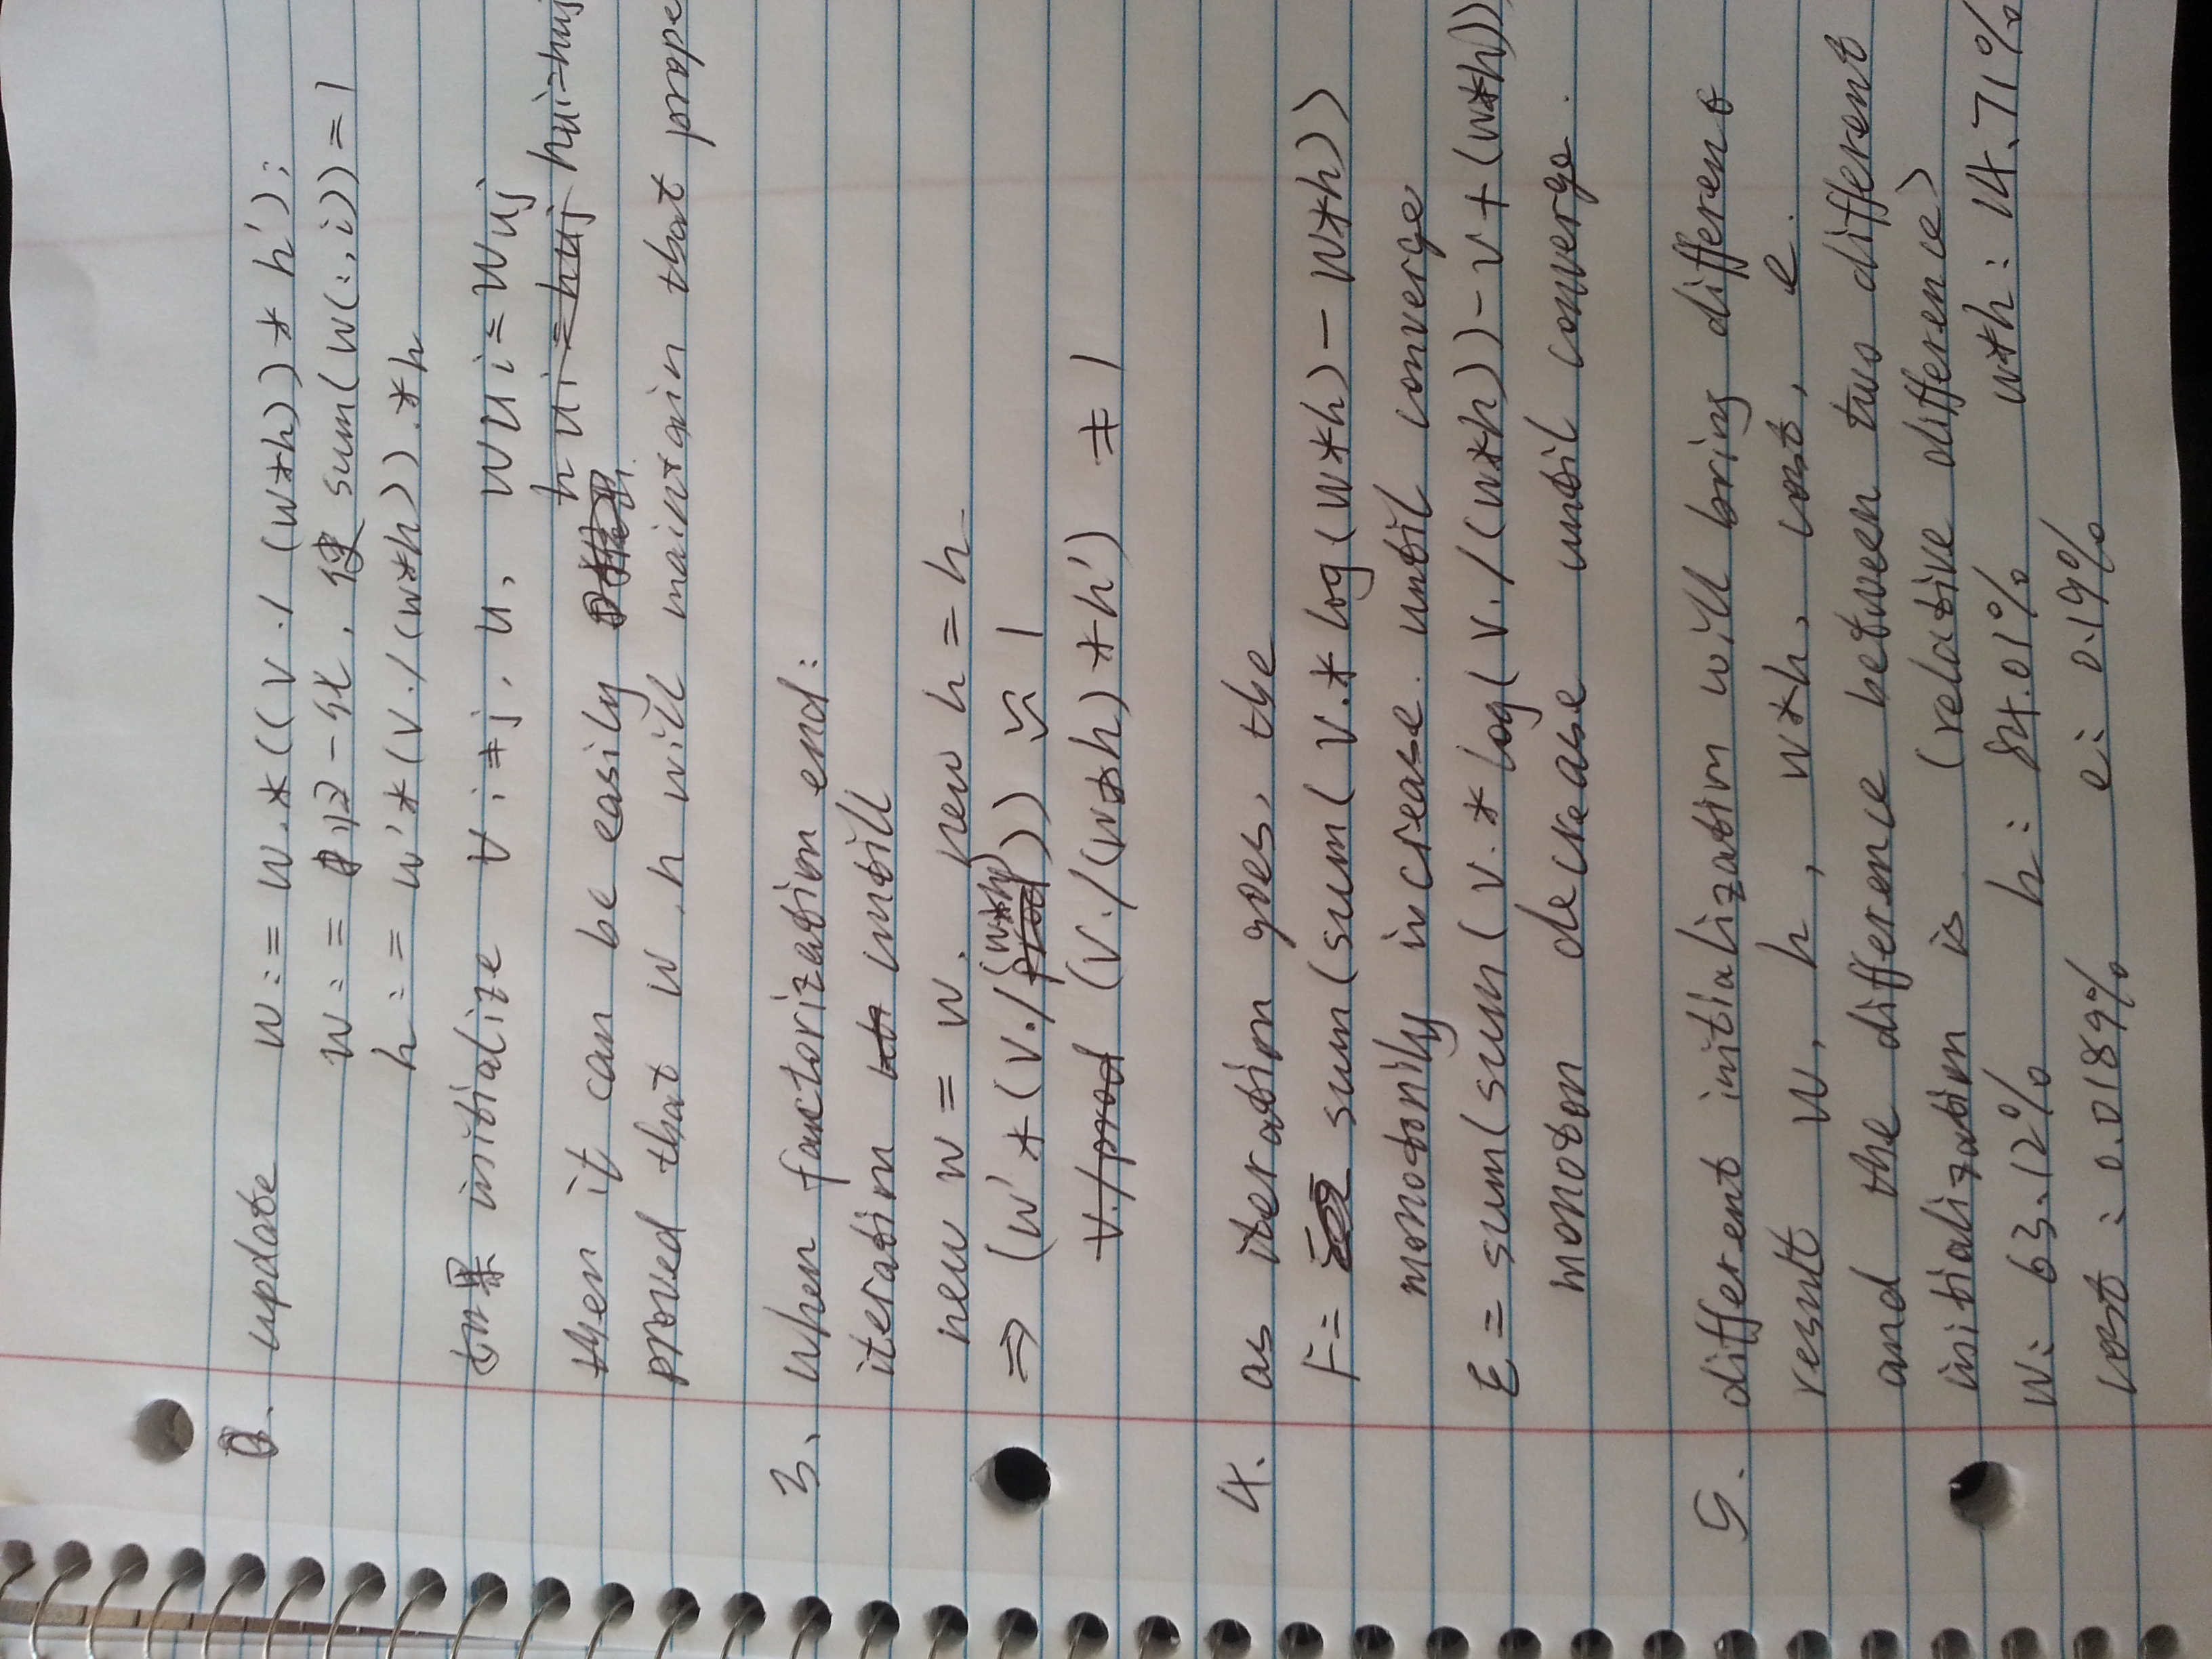 update w := w.*((v ./ (w*h)) * h');
w := 归一化, 使 sum(w(:,i))=1
h := w'*(v./(w*h)).*h
如果 initialize ∀ i≠j, u, wui=wuj
hui=huj hui=huj
then it can be easily
proved that w, h will maintain that prope
3. when factorization end:
iteration untill
new w = w. new h = h
(w*h)
⇒ (w'*(v./prod)) ≈ 1
v./prod (v./(w*h)*h') ≠ 1
4. as iteration goes, the
F= sum(sum( v.* log(w*h) - w*h))
monotonily increase. until converge
E = sum(sum( v.* log( v./(w*h)) - v + (w*h))
monoton decrease until converge.
5. different initialization will bring different
result w, h, w*h, cost, e.
and the difference between two different
initialization is (relative difference)
w: 63.12% h: 84.01% w*h: 14.71%
cost: 0.0189% e: 0.19%